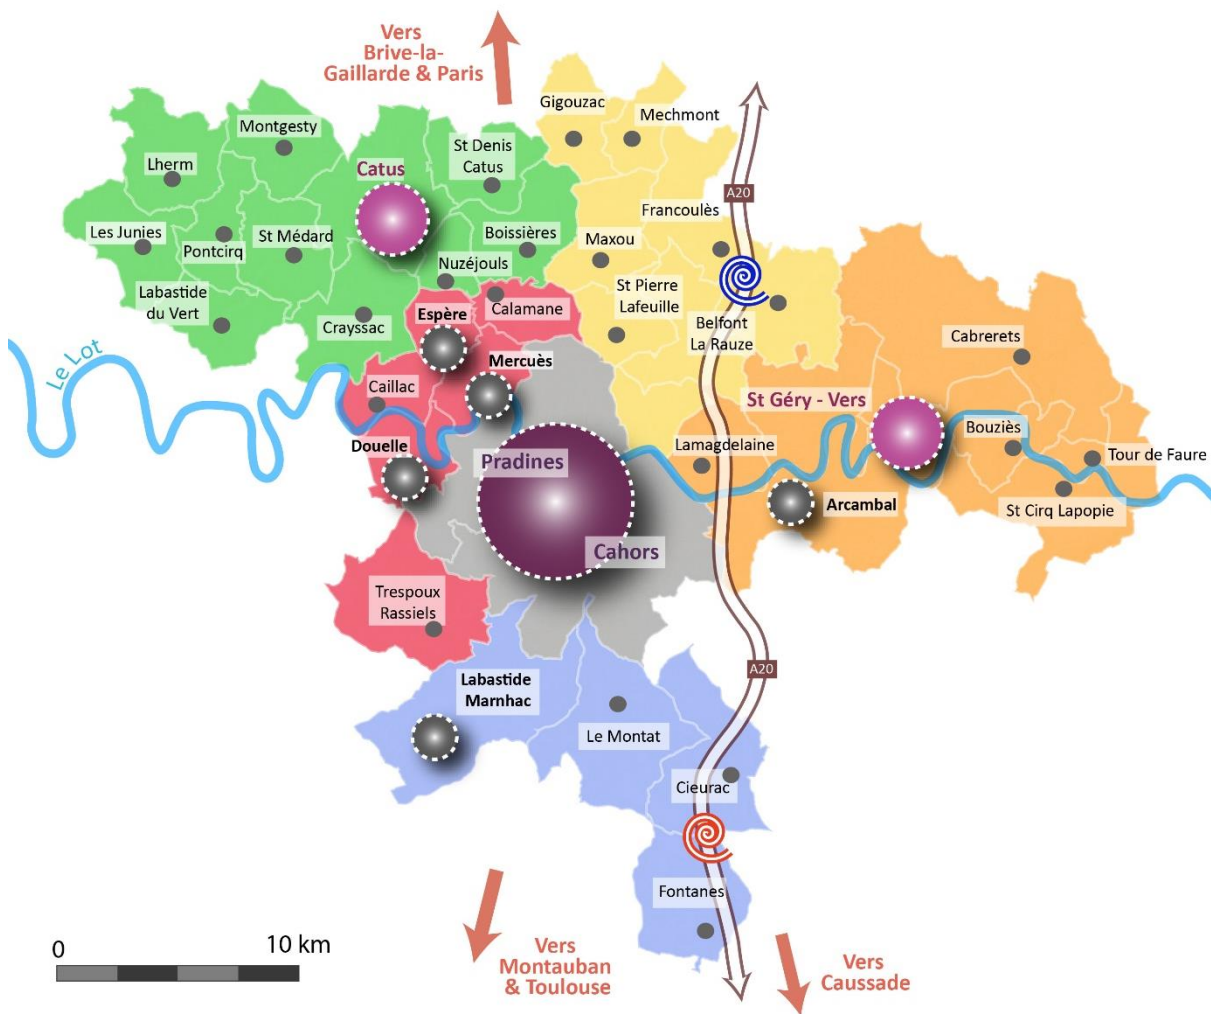 Vers
Brive-la-
Gaillarde & Paris
Gigouzac
Mechmont
Montgesty
St Denis
Catus
Lherm
Catus
A20
Francoulès
Les Junies
Pontcirq
St Médard
Boissières
Maxou
Nuzéjouls
St Pierre
Lafeuille
Labastide
du Vert
Crayssac
Espère
Calamane
Belfont
La Rauze
Cabrerets
Mercuès
Le Lot
Caillac
St Géry - Vers
Douelle
Lamagdelaine
Bouziès
Tour de Faure
Pradines
Arcambal
St Cirq Lapopie
Cahors
Trespoux
Rassiels
A20
Labastide
Marnhac
Le Montat
Cieurac
Fontanes
0
10 km
Vers
Montauban
& Toulouse
Vers
Caussade